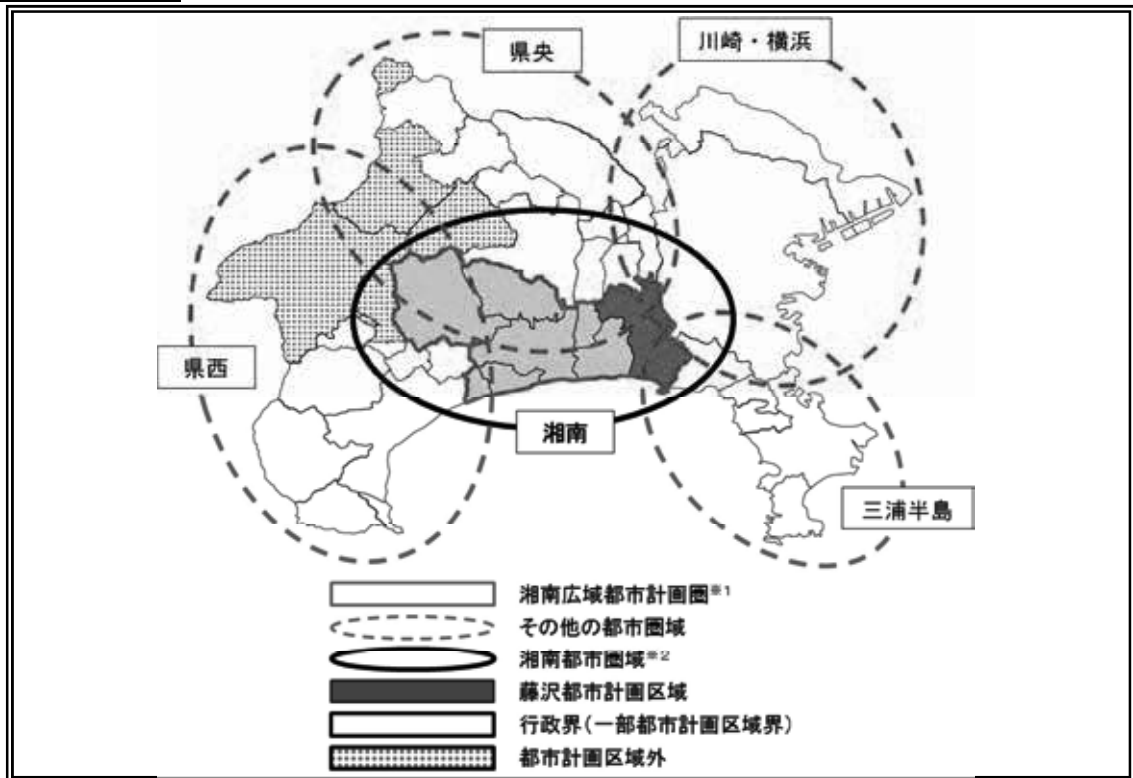 県央
川崎・横浜
県西
湘南
三浦半島
湘南広域都市計画圏※1
その他の都市圏域
湘南都市圏域※2
藤沢都市計画区域
行政界(一部都市計画区域界)
都市計画区域外